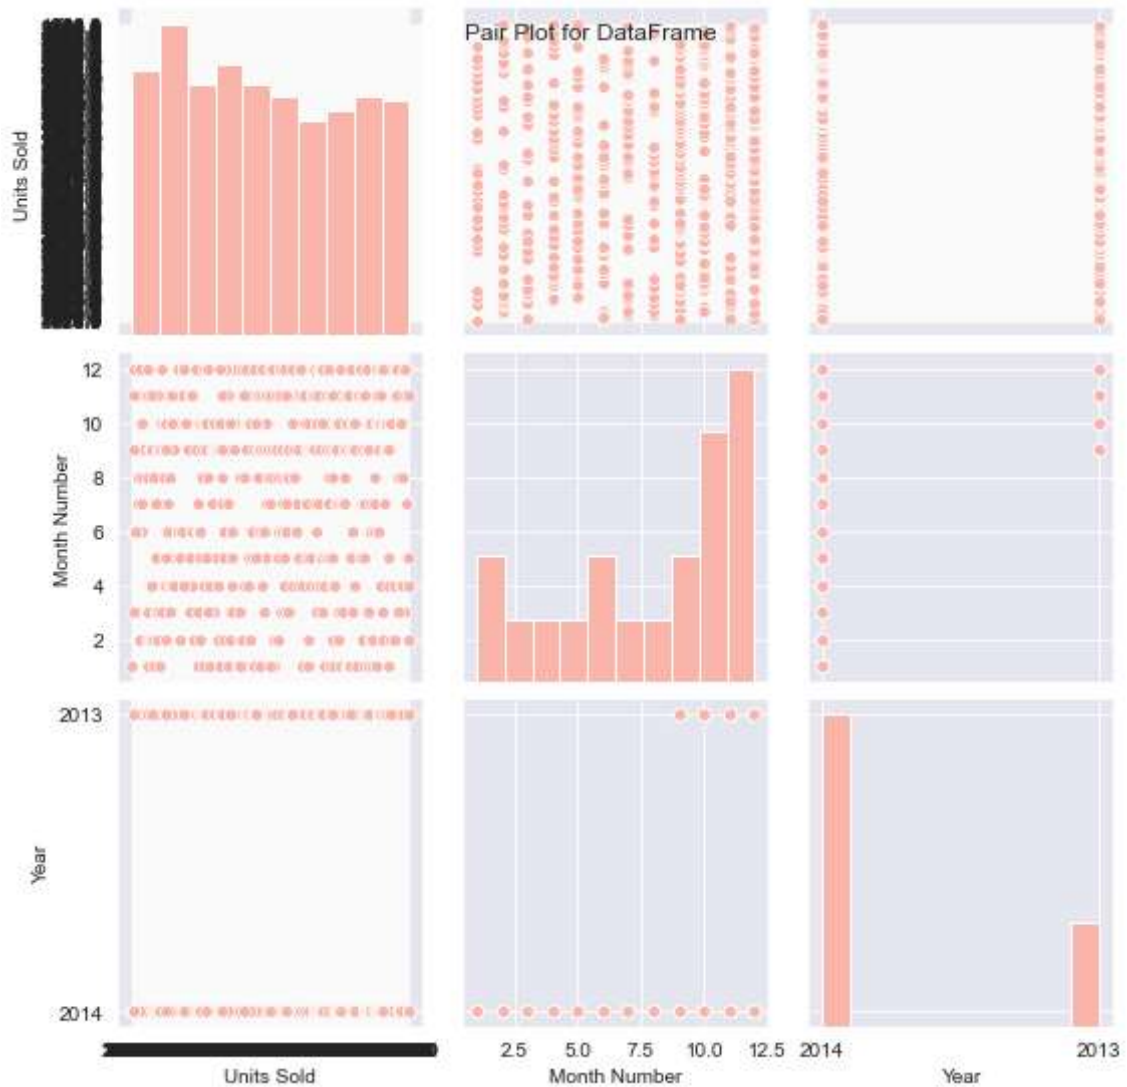 Pair Plot for DataFrame
Units Sold
12
10
8
6
4
2
Month Number
2013
2014
Year
2.5 5.0 7.5 10.0 12.5
2014 2013
Units Sold
Month Number
Year